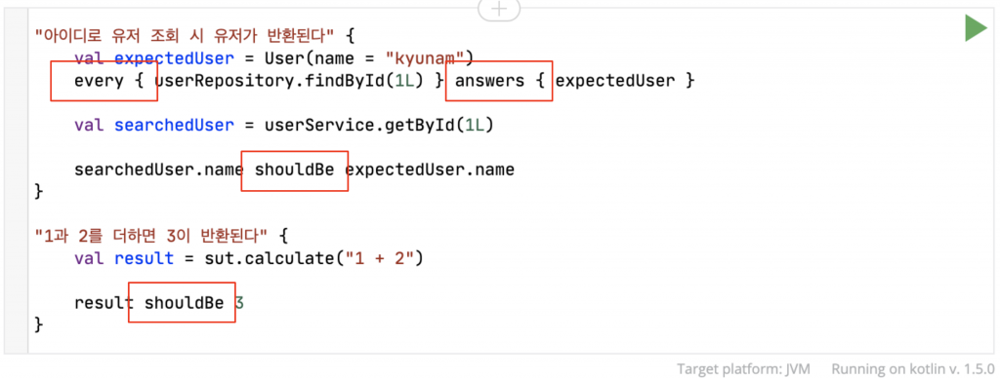 "아이디로 유저 조회 시 유저가 반환된다" {
    val expectedUser = User(name = "kyunam")
    every { userRepository.findById(1L) } answers { expectedUser }

    val searchedUser = userService.getById(1L)

    searchedUser.name shouldBe expectedUser.name
}

"1과 2를 더하면 3이 반환된다" {
    val result = sut.calculate("1 + 2")

    result shouldBe 3
}
Target platform: JVM    Running on kotlin v. 1.5.0